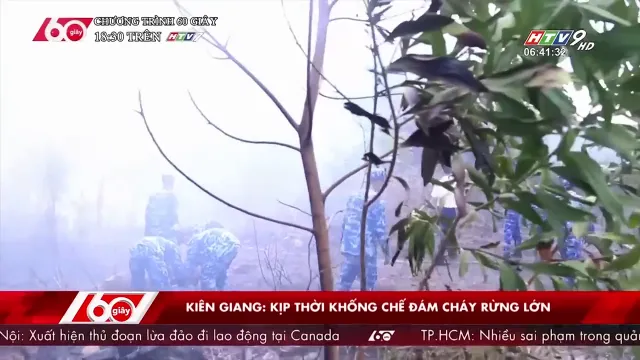 60 giây
CHƯƠNG TRÌNH 60 GIÂY
18:30 TRÊN HTV7
HTV9 HD
06:41:32
60 giây
KIÊN GIANG: KỊP THỜI KHỐNG CHẾ ĐÁM CHÁY RỪNG LỚN
Nội: Xuất hiện thủ đoạn lừa đảo đi lao động tại Canada 60 TP.HCM: Nhiều sai phạm trong quả